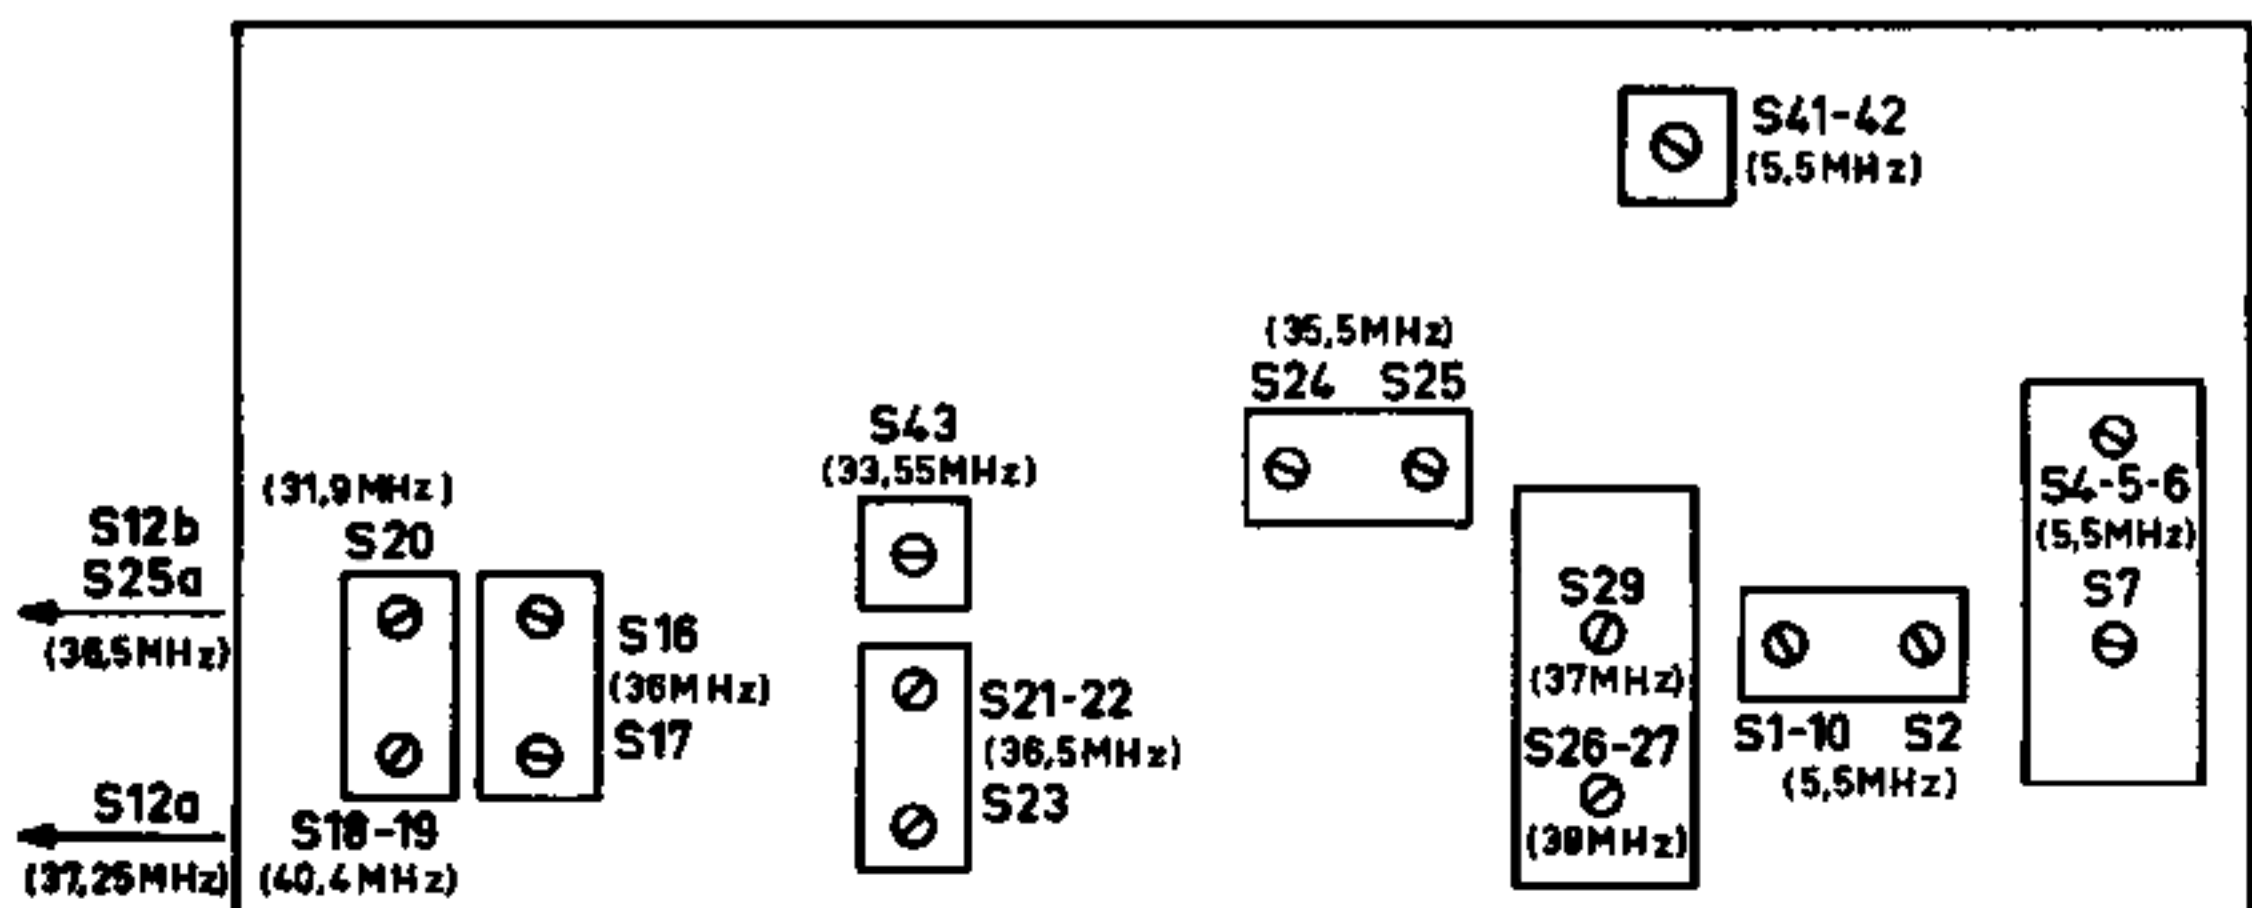 S41-42
(5,5MHz)
(35,5MHz)
S24 S25
S43
(33,55MHz)
(31,9MHz)
S20
S12b
S25a
(36,5MHz)
S16
(36MHz)
S17
S21-22
(36,5MHz)
S23
S12a
(37,25MHz)
S18-19
(40,4MHz)
S29
(37MHz)
S26-27
(39MHz)
S1-10 S2
(5,5MHz)
S4-5-6
(5,5MHz)
S7